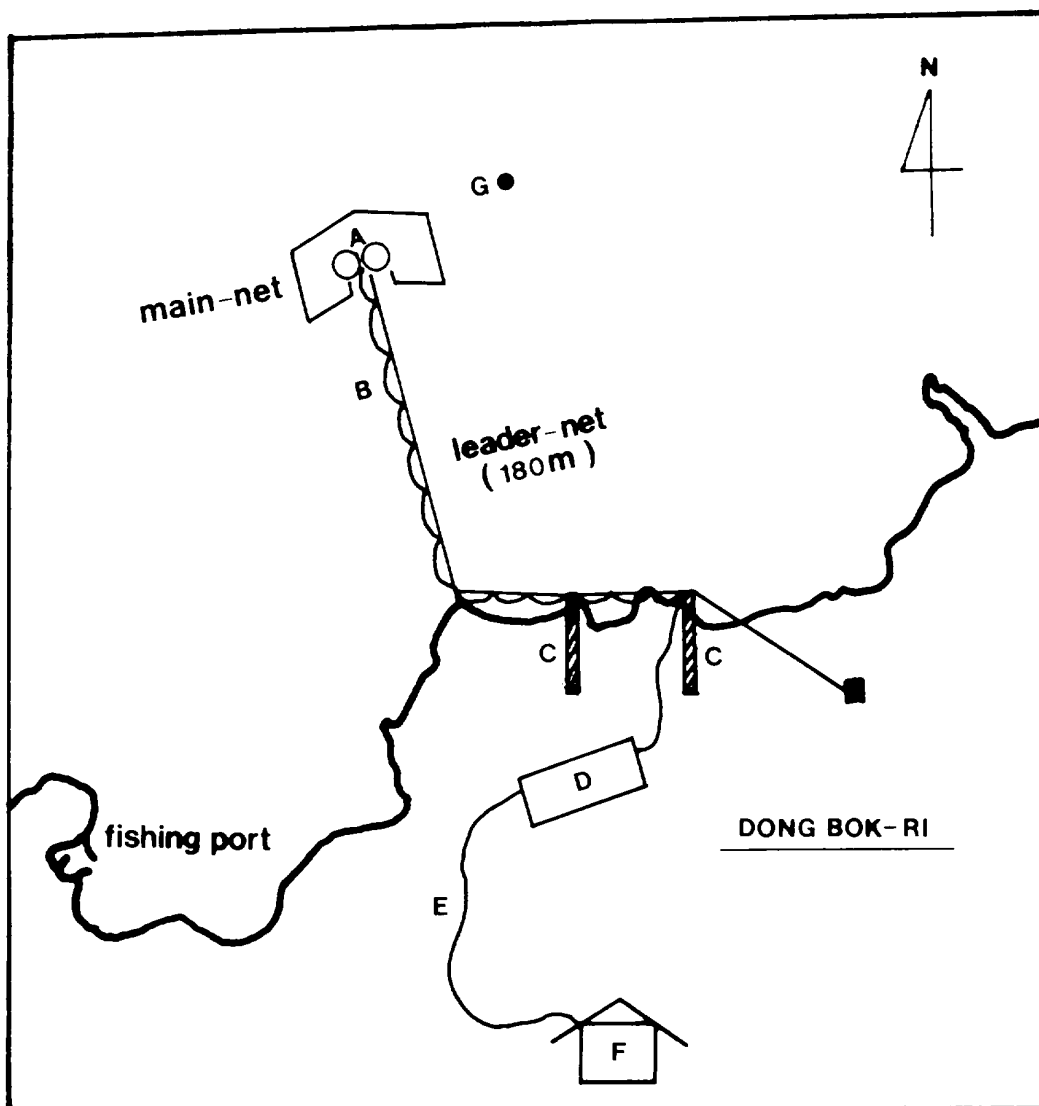 N
G
A
main-net
B
leader-net
(180m)
C
C
D
fishing port
DONG BOK-RI
E
F